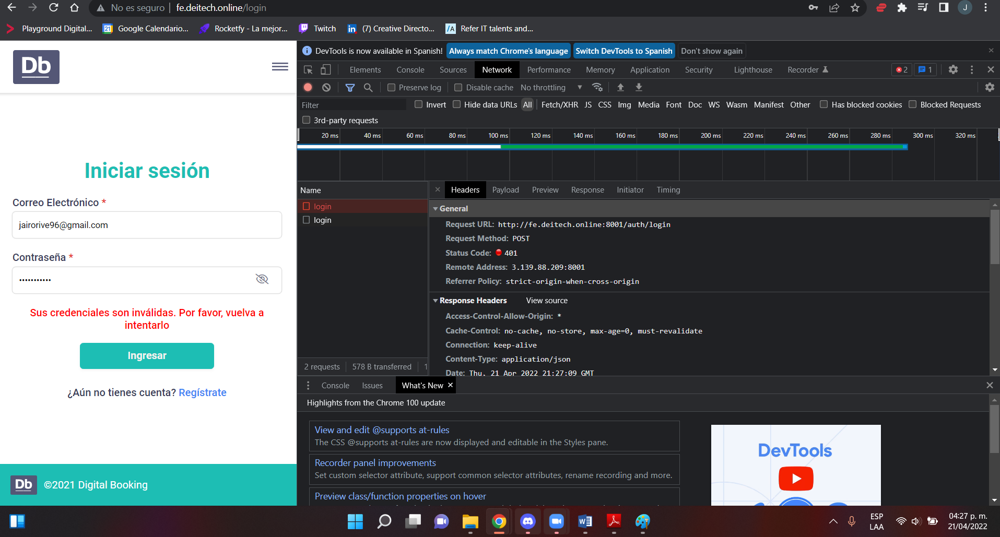 No es seguro fe.deitech.online/login
J
Playground Digital... Google Calendario... Rocketfy - La mejor... Twitch (7) Creative Directo... Refer IT talents and...
Db
Iniciar sesión
Correo Electrónico *
jairorive96@gmail.com
Contraseña *
•••••••••••
Sus credenciales son inválidas. Por favor, vuelva a
intentarlo
Ingresar
¿Aún no tienes cuenta? Regístrate
Db ©2021 Digital Booking
DevTools is now available in Spanish! Always match Chrome's language Switch DevTools to Spanish Don't show again
Elements Console Sources Network Performance Memory Application Security Lighthouse Recorder 2 1
Preserve log Disable cache No throttling
Filter Invert Hide data URLs All Fetch/XHR JS CSS Img Media Font Doc WS Wasm Manifest Other Has blocked cookies Blocked Requests
3rd-party requests
20 ms 40 ms 60 ms 80 ms 100 ms 120 ms 140 ms 160 ms 180 ms 200 ms 220 ms 240 ms 260 ms 280 ms 300 ms 320 ms
Name
login
login
2 requests 578 B transferred 1
Headers Payload Preview Response Initiator Timing
General
Request URL: http://fe.deitech.online:8001/auth/login
Request Method: POST
Status Code: 401
Remote Address: 3.139.88.209:8001
Referrer Policy: strict-origin-when-cross-origin
Response Headers View source
Access-Control-Allow-Origin: *
Cache-Control: no-cache, no-store, max-age=0, must-revalidate
Connection: keep-alive
Content-Type: application/json
Date: Thu, 21 Apr 2022 21:27:09 GMT
Console Issues What's New
Highlights from the Chrome 100 update
View and edit @supports at-rules
The CSS @supports at-rules are now displayed and editable in the Styles pane.
Recorder panel improvements
Set custom selector attribute, support common selector attributes, rename recording and more.
Preview class/function properties on hover
DevTools
ESP
LAA
04:27 p. m.
21/04/2022